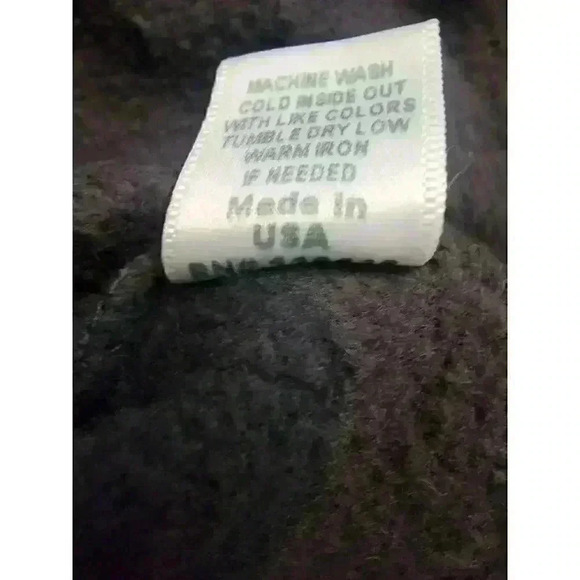 MACHINE WASH
COLD INSIDE OUT
WITH LIKE COLORS
TUMBLE DRY LOW
WARM IRON
IF NEEDED
Made In
USA